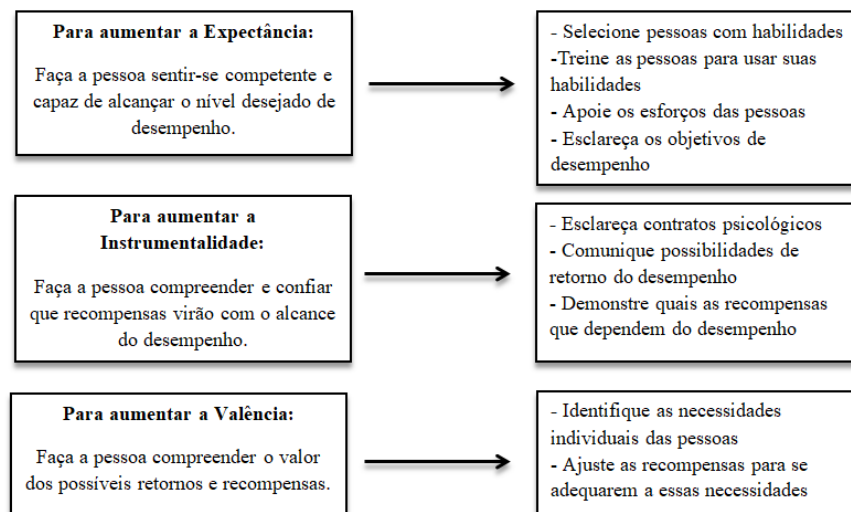 Para aumentar a Expectância:
Faça a pessoa sentir-se competente e
capaz de alcançar o nível desejado de
desempenho.
- Selecione pessoas com habilidades
-Treine as pessoas para usar suas
habilidades
- Apoie os esforços das pessoas
- Esclareça os objetivos de
desempenho
Para aumentar a
Instrumentalidade:
Faça a pessoa compreender e confiar
que recompensas virão com o alcance
do desempenho.
- Esclareça contratos psicológicos
- Comunique possibilidades de
retorno do desempenho
- Demonstre quais as recompensas
que dependem do desempenho
Para aumentar a Valência:
Faça a pessoa compreender o valor
dos possíveis retornos e recompensas.
- Identifique as necessidades
individuais das pessoas
- Ajuste as recompensas para se
adequarem a essas necessidades